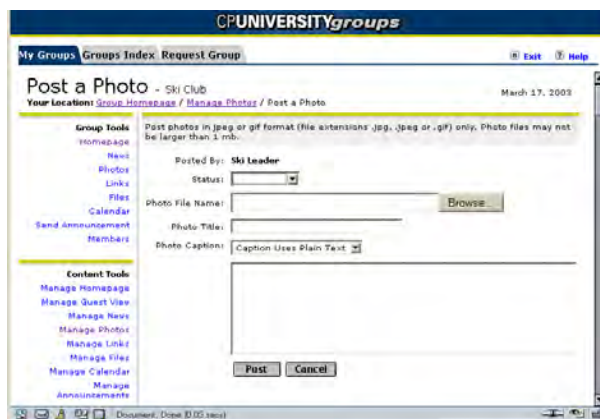 CPUNIVERSITYgroups
My Groups Groups Index Request Group
Exit Help
Post a Photo - Ski Club
March 17, 2003
Your Location: Group Homepage / Manage Photos / Post a Photo
Group Tools
Homepage
News
Photos
Links
Files
Calendar
Send Announcement
Members
Content Tools
Manage Homepage
Manage Guest View
Manage News
Manage Photos
Manage Links
Manage Files
Manage Calendar
Manage
Announcements
Post photos in jpeg or gif format (file extensions .jpg, .jpeg or .gif) only. Photo files may not
be larger than 1 mb.
Posted By: Ski Leader
Status:
Photo File Name: Browse...
Photo Title:
Photo Caption: Caption Uses Plain Text
Post Cancel
Document: Done (0.05 secs)